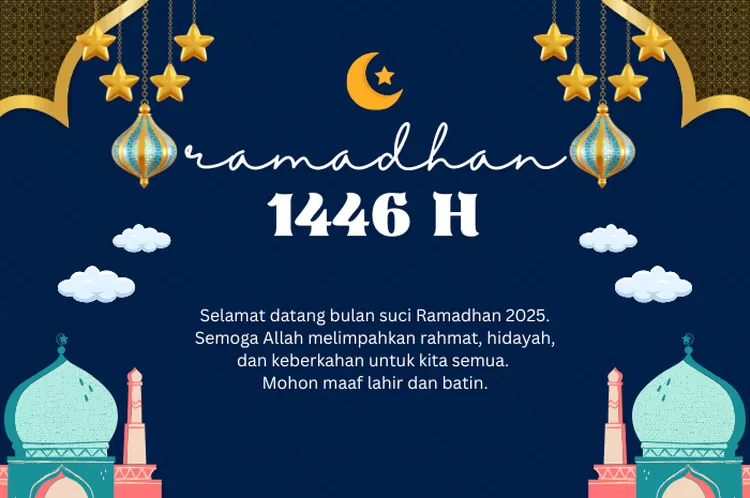 ramadhan
1446 H
Selamat datang bulan suci Ramadhan 2025.
Semoga Allah melimpahkan rahmat, hidayah,
dan keberkahan untuk kita semua.
Mohon maaf lahir dan batin.